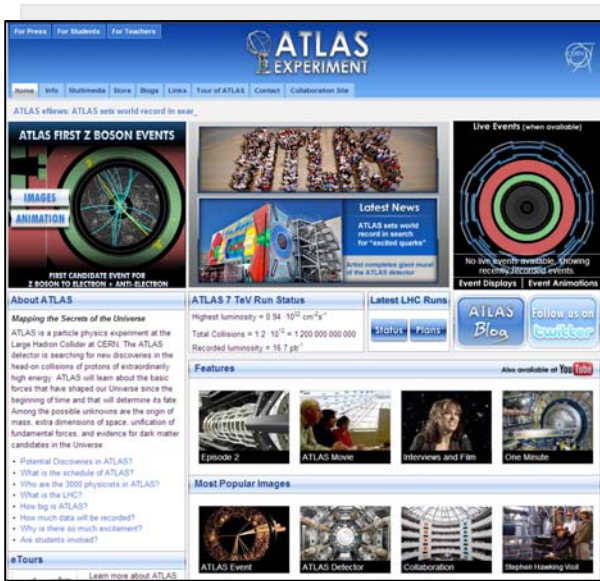 For Press For Students For Teachers
ATLAS
EXPERIMENT
CERN
Home Info Multimedia Store Blogs Links Tour of ATLAS Contact Collaboration Site
ATLAS eNews: ATLAS sets world record in sear_
ATLAS FIRST Z BOSON EVENTS
IMAGES
ANIMATION
FIRST CANDIDATE EVENT FOR
Z BOSON TO ELECTRON + ANTI-ELECTRON
ATLAS
Latest News
ATLAS sets world
record in search
for "excited quarks"
Artist completes giant mural
of the ATLAS detector
Live Events (when available)
No live events available, showing
recently recorded events.
Event Displays Event Animations
About ATLAS
Mapping the Secrets of the Universe
ATLAS is a particle physics experiment at the
Large Hadron Collider at CERN. The ATLAS
detector is searching for new discoveries in the
head-on collisions of protons of extraordinarily
high energy. ATLAS will learn about the basic
forces that have shaped our Universe since the
beginning of time and that will determine its fate.
Among the possible unknowns are the origin of
mass, extra dimensions of space, unification of
fundamental forces, and evidence for dark matter
candidates in the Universe.
• Potential Discoveries in ATLAS?
• What is the schedule of ATLAS?
• Who are the 3000 physicists in ATLAS?
• What is the LHC?
• How big is ATLAS?
• How much data will be recorded?
• Why is there so much excitement?
• Are students involved?
eTours
Learn more about ATLAS
ATLAS 7 TeV Run Status
Highest luminosity = 0.94 · 10³² cm⁻²s⁻¹
Total Collisions = 1.2 · 10⁻¹² = 1 200 000 000 000
Recorded luminosity = 16.7 pb⁻¹
Latest LHC Runs
Status Plans
ATLAS
Blog
Follow us on
twitter
Features
Also available at YouTube
Episode 2
ATLAS Movie
Interviews and Film
One Minute
Most Popular Images
ATLAS Event
ATLAS Detector
Collaboration
Stephen Hawking Visit